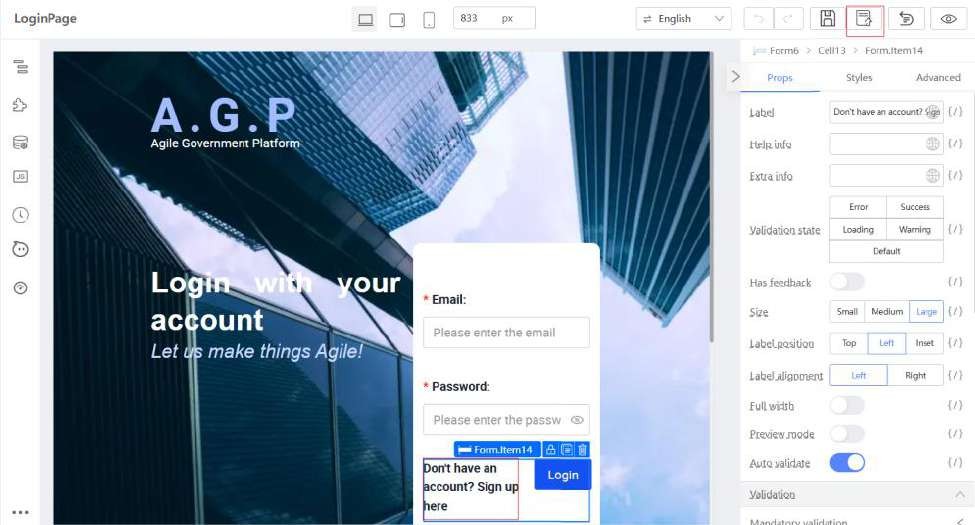 LoginPage
833 px
English
Form6 > Cell13 > Form.Item14
Props Styles Advanced
Label Don't have an account? Sign {/}
Help info {/}
Extra info {/}
Error Success
Validation state Loading Warning {/}
Default
Has feedback {/}
Size Small Medium Large {/}
Label position Top Left Inset {/}
Label alignment Left Right {/}
Full width {/}
Preview mode {/}
Auto validate {/}
Validation
Mandatory validation
JS
A.G.P
Agile Government Platform
Login with your
account
Let us make things Agile!
* Email:
Please enter the email
* Password:
Please enter the passw
Form.Item14
Don't have an
account? Sign up
here
Login